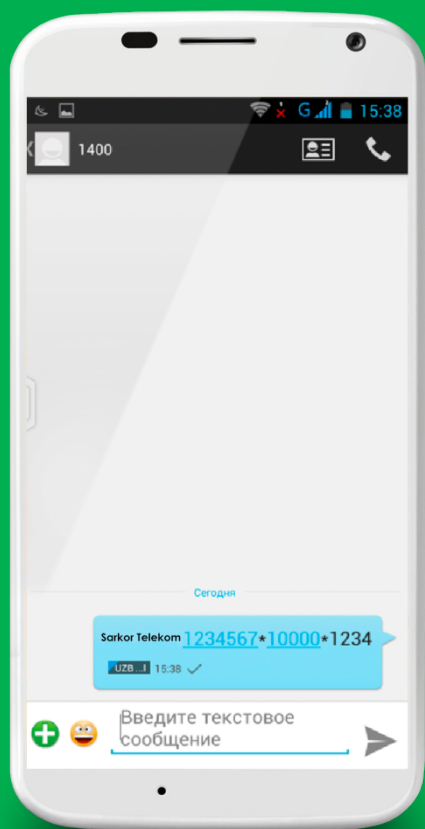 G 15:38
1400
Сегодня
Sarkor Telekom 1234567*10000*1234
UZB...I 15:38
Введите текстовое
сообщение